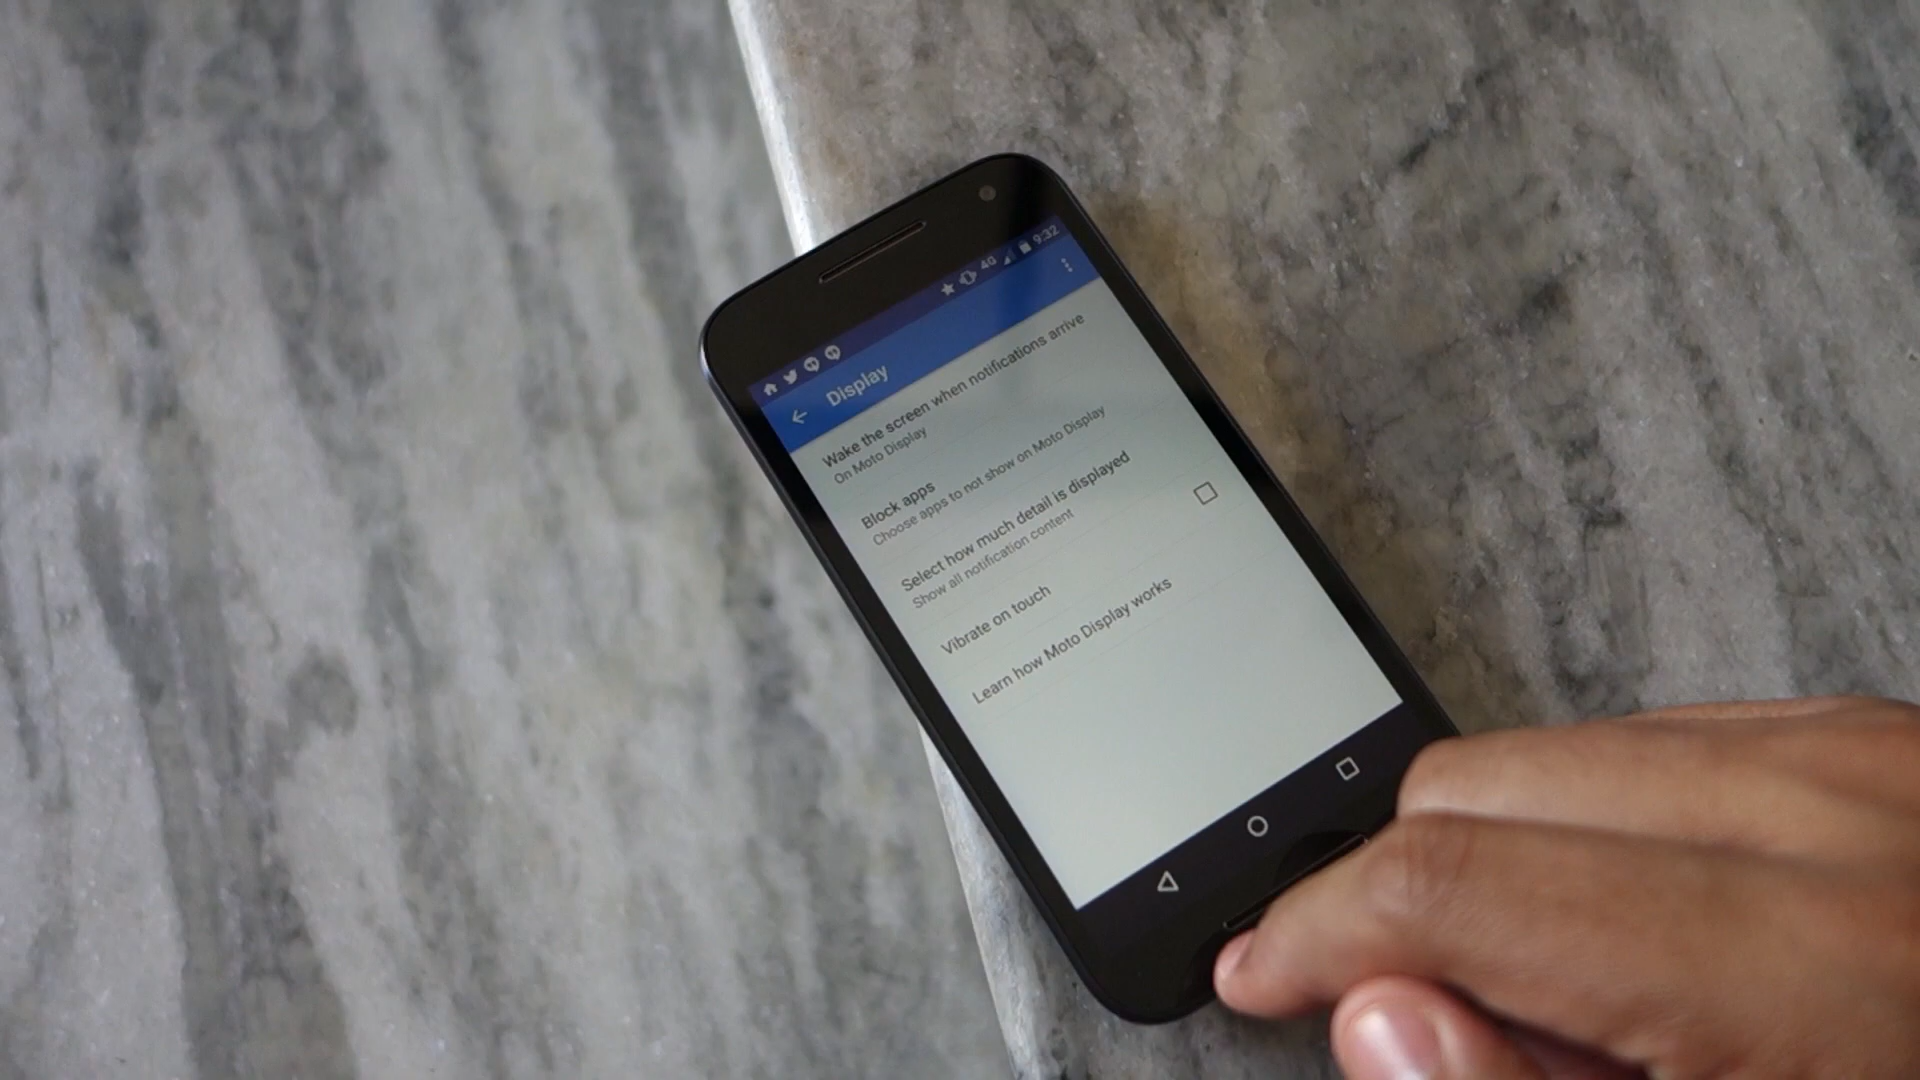 4G 9:32
Display
Wake the screen when notifications arrive
On Moto Display
Block apps
Choose apps to not show on Moto Display
Select how much detail is displayed
Show all notification content
Vibrate on touch
Learn how Moto Display works